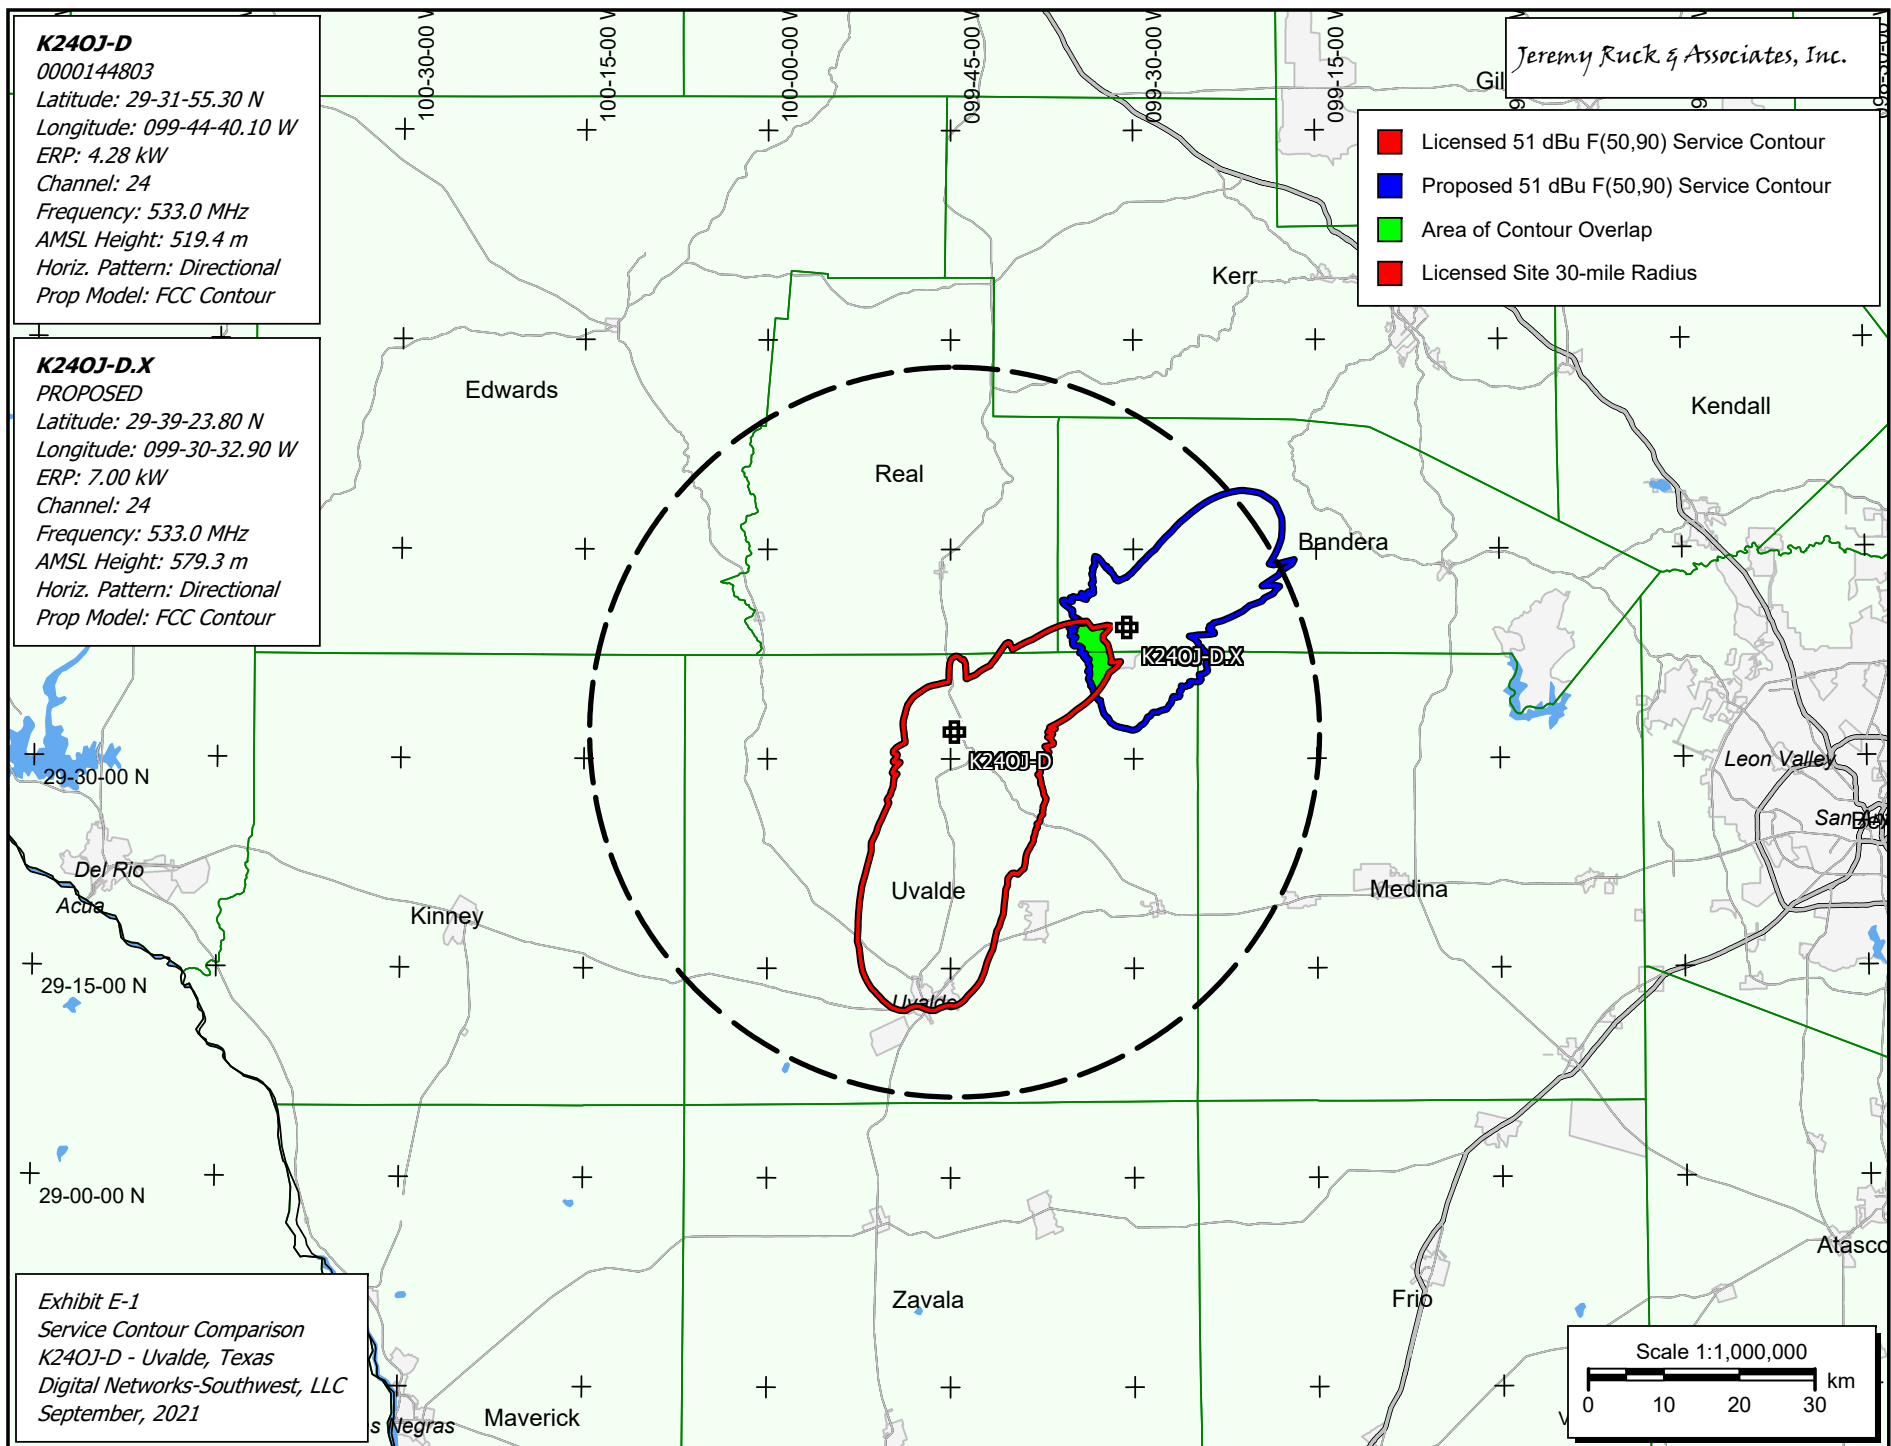 K24OJ-D
0000144803
Latitude: 29-31-55.30 N
Longitude: 099-44-40.10 W
ERP: 4.28 kW
Channel: 24
Frequency: 533.0 MHz
AMSL Height: 519.4 m
Horiz. Pattern: Directional
Prop Model: FCC Contour
K24OJ-D.X
PROPOSED
Latitude: 29-39-23.80 N
Longitude: 099-30-32.90 W
ERP: 7.00 kW
Channel: 24
Frequency: 533.0 MHz
AMSL Height: 579.3 m
Horiz. Pattern: Directional
Prop Model: FCC Contour
100-30-00 W
100-15-00 W
100-00-00 W
099-45-00 W
099-30-00 W
099-15-00 W
Jeremy Ruck & Associates, Inc.
Gil
Licensed 51 dBu F(50,90) Service Contour
Proposed 51 dBu F(50,90) Service Contour
Area of Contour Overlap
Licensed Site 30-mile Radius
Kerr
Edwards
Kendall
Real
Bandera
K24OJ-D.X
K24OJ-D
29-30-00 N
Leon Valley
San An
Del Rio
Acua
Kinney
Uvalde
Medina
29-15-00 N
Uvalde
29-00-00 N
Atasco
Zavala
Frio
Maverick
s Negras
Exhibit E-1
Service Contour Comparison
K24OJ-D - Uvalde, Texas
Digital Networks-Southwest, LLC
September, 2021
Scale 1:1,000,000
km
0 10 20 30